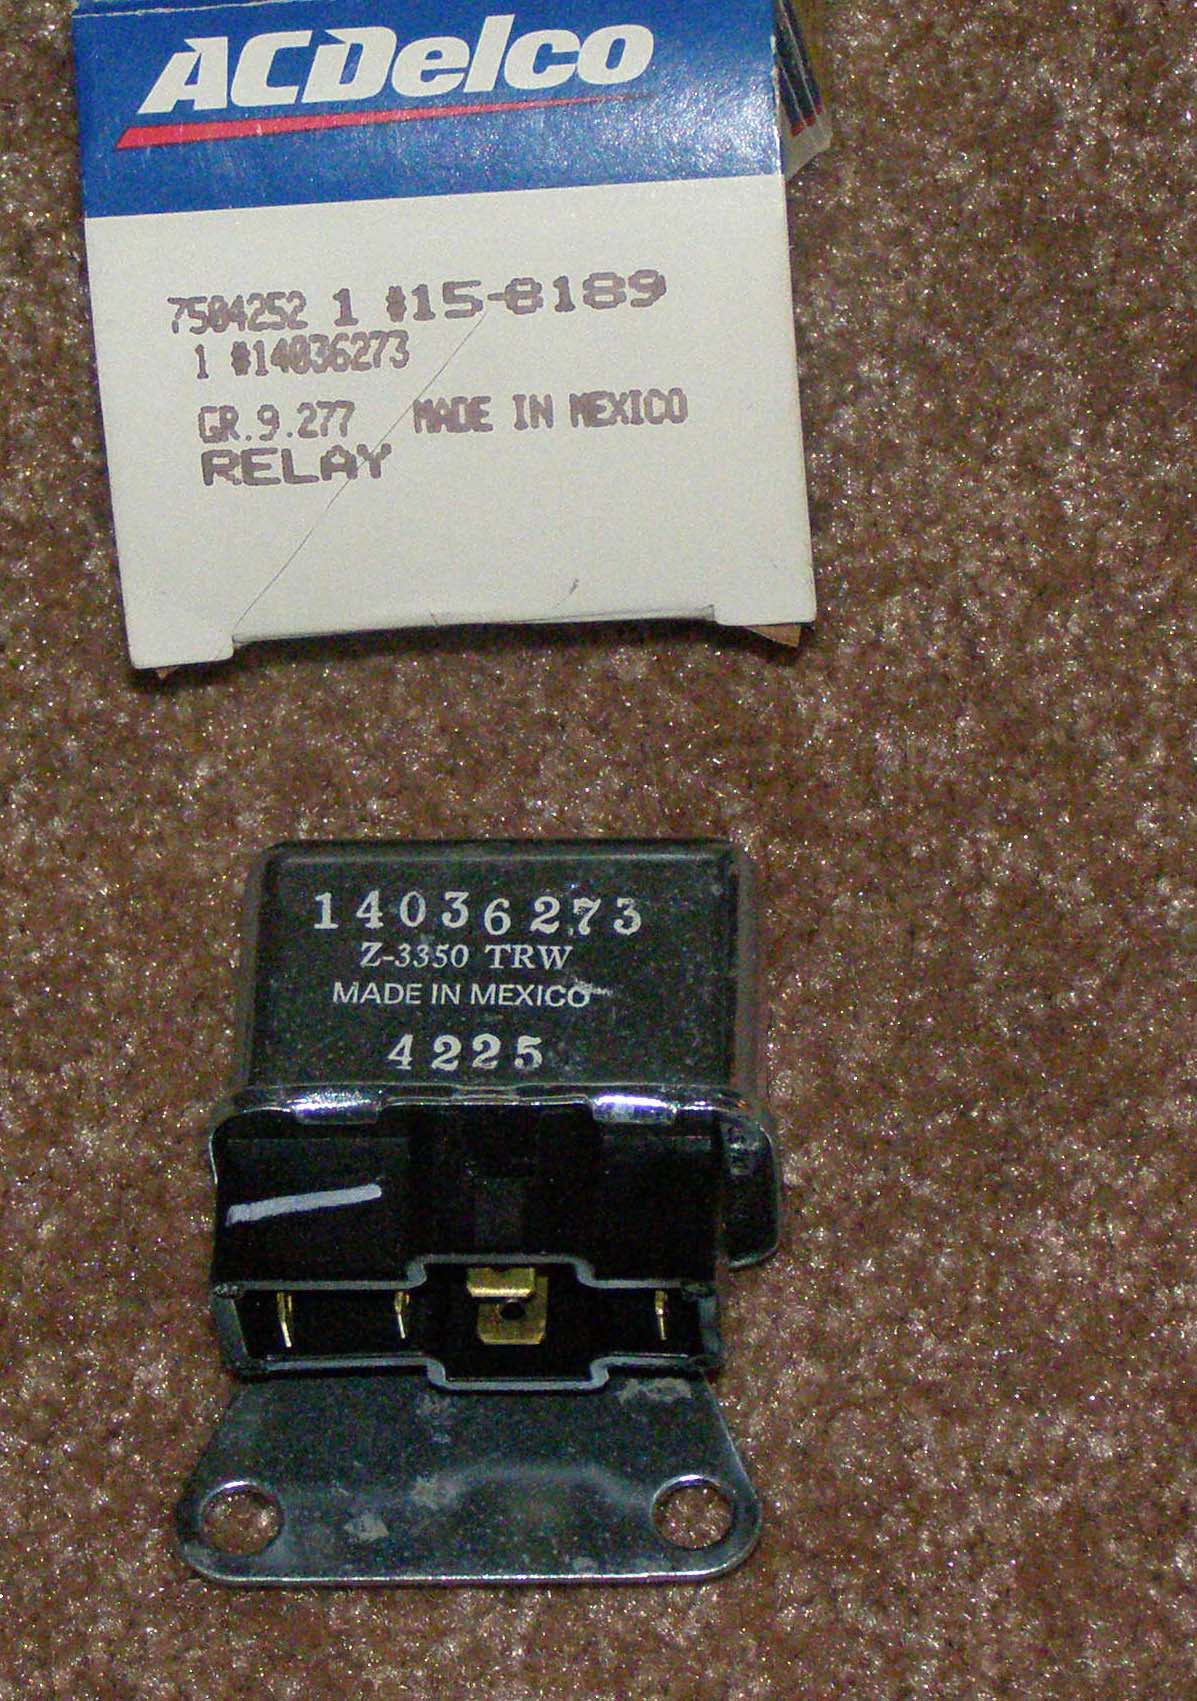 ACDelco
7504252 1 #15-8189
1 #14036273
GR.9.277 MADE IN MEXICO
RELAY
14036273
Z-3350 TRW
MADE IN MEXICO
4225